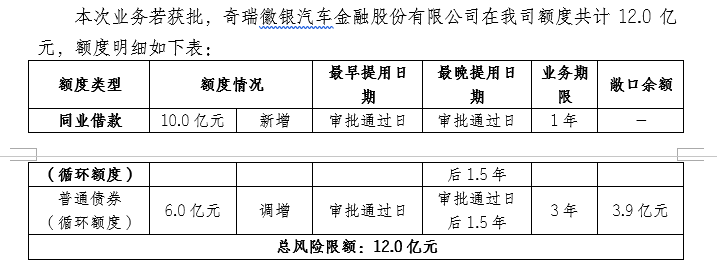 本次业务若获批，奇瑞徽银汽车金融股份有限公司在我司额度共计 12.0 亿
元，额度明细如下表：
额度类型 额度情况 最早提用日期 最晚提用日期 业务期限 敞口余额
同业借款 10.0 亿元 新增 审批通过日 审批通过日 1 年 －
（循环额度） 后 1.5 年
普通债券（循环额度） 6.0 亿元 调增 审批通过日 审批通过日后 1.5 年 3 年 3.9 亿元
总风险限额：12.0 亿元